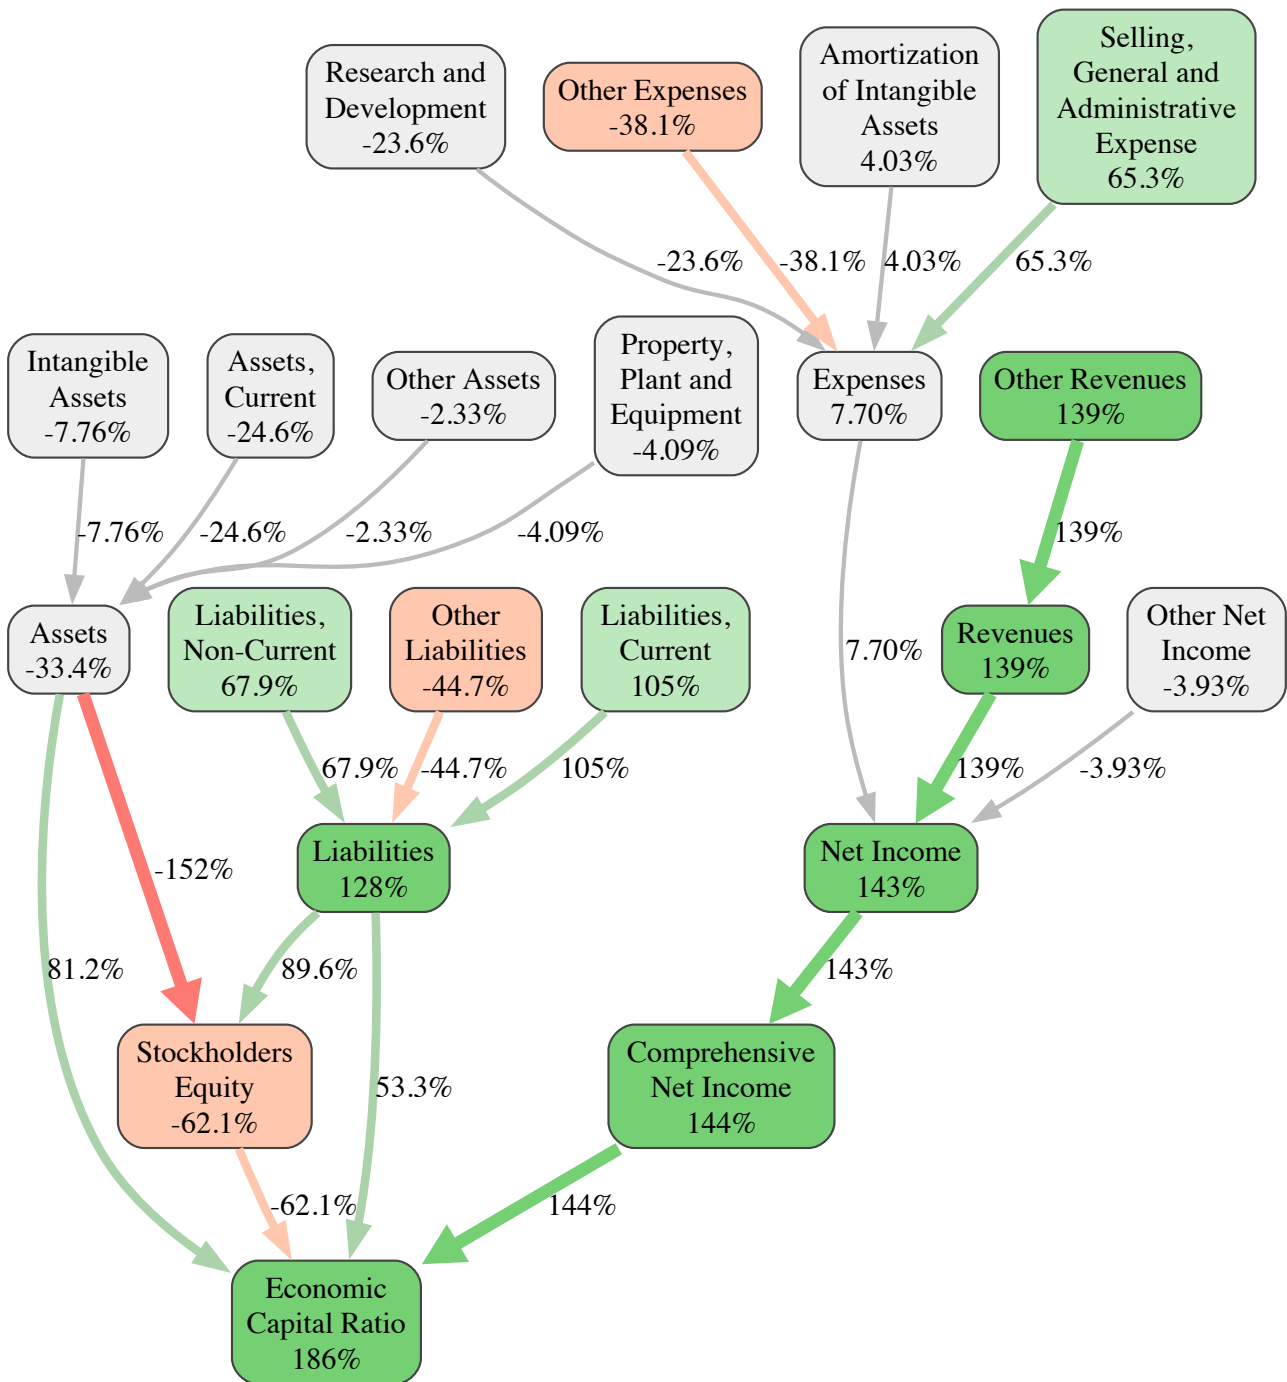 Research and
Development
-23.6%
Other Expenses
-38.1%
Amortization
of Intangible
Assets
4.03%
Selling,
General and
Administrative
Expense
65.3%
-23.6%
-38.1%
4.03%
65.3%
Intangible
Assets
-7.76%
Assets,
Current
-24.6%
Other Assets
-2.33%
Property,
Plant and
Equipment
-4.09%
Expenses
7.70%
Other Revenues
139%
-7.76%
-24.6%
-2.33%
-4.09%
139%
Assets
-33.4%
Liabilities,
Non-Current
67.9%
Other
Liabilities
-44.7%
Liabilities,
Current
105%
7.70%
Revenues
139%
Other Net
Income
-3.93%
67.9%
-44.7%
105%
139%
-3.93%
-152%
Liabilities
128%
Net Income
143%
81.2%
89.6%
143%
Stockholders
Equity
-62.1%
53.3%
Comprehensive
Net Income
144%
-62.1%
144%
Economic
Capital Ratio
186%